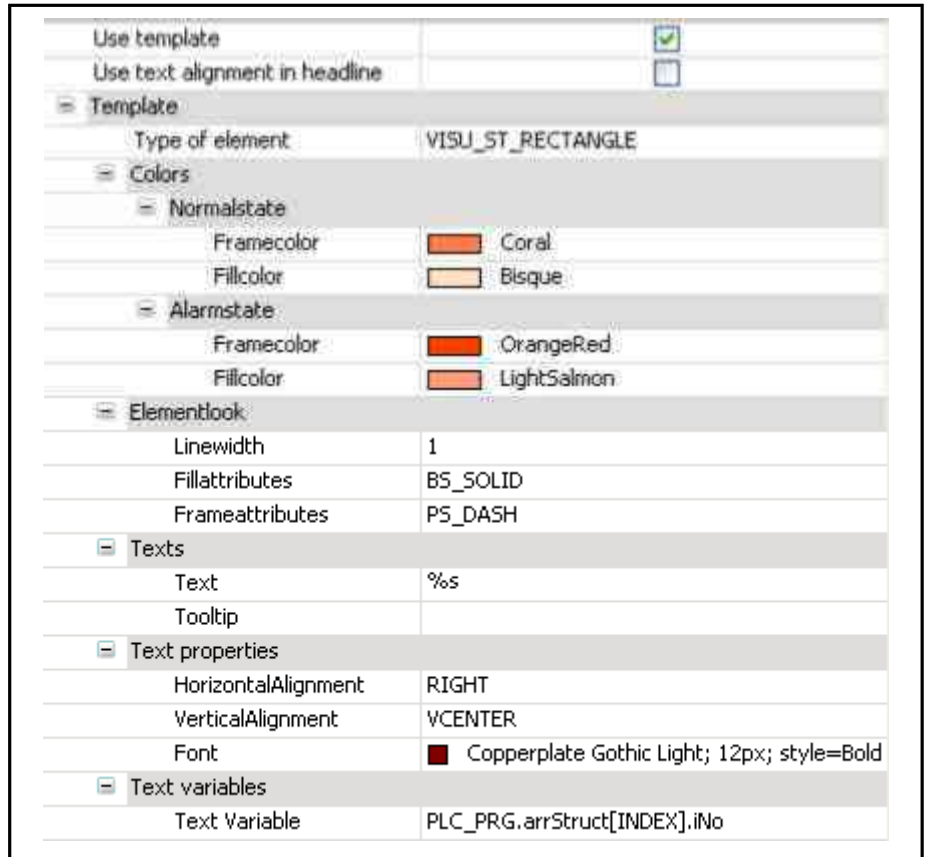 Use template
Use text alignment in headline
Template
Type of element VISU_ST_RECTANGLE
Colors
Normalstate
Framecolor Coral
Fillcolor Bisque
Alarmstate
Framecolor OrangeRed
Fillcolor LightSalmon
Elementlook
Linewidth 1
Fillattributes BS_SOLID
Frameattributes PS_DASH
Texts
Text %s
Tooltip
Text properties
HorizontalAlignment RIGHT
VerticalAlignment VCENTER
Font Copperplate Gothic Light; 12px; style=Bold
Text variables
Text Variable PLC_PRG.arrStruct[INDEX].iNo